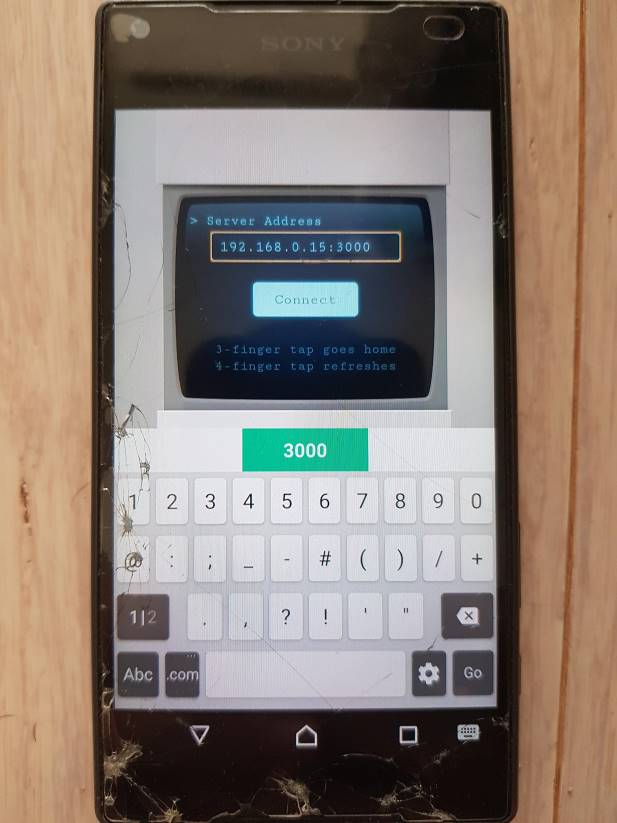 SONY
> Server Address
192.168.0.15:3000
Connect
3-finger tap goes home
4-finger tap refreshes
3000
1 2 3 4 5 6 7 8 9 0
@ : ; _ - # ( ) / +
1|2 . , ? ! ' "
Abc .com Go